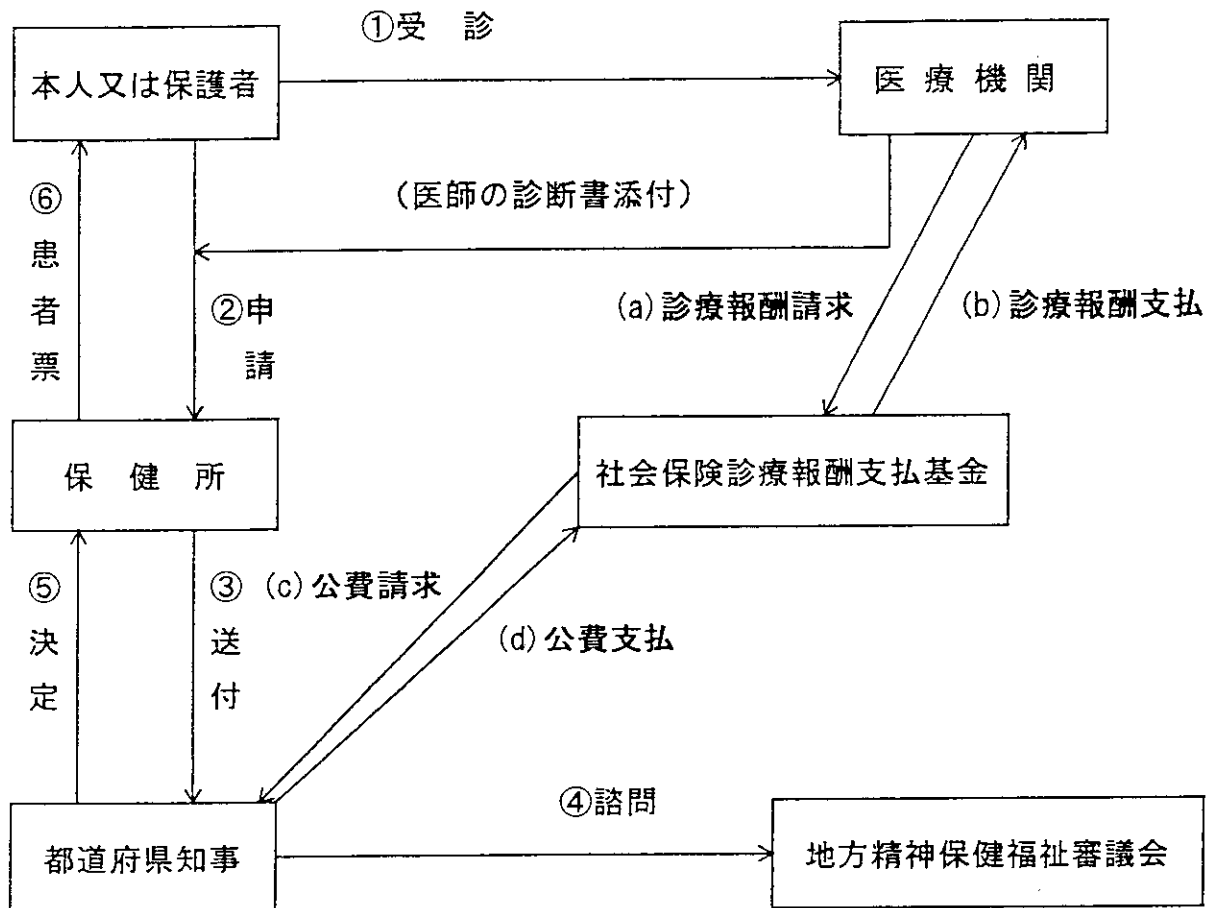 ①受 診
本人又は保護者
医 療 機 関
(医師の診断書添付)
⑥患者票
②申請
(a)診療報酬請求
(b)診療報酬支払
保 健 所
社会保険診療報酬支払基金
⑤決定
③送付
(c)公費請求
(d)公費支払
④諮問
都道府県知事
地方精神保健福祉審議会